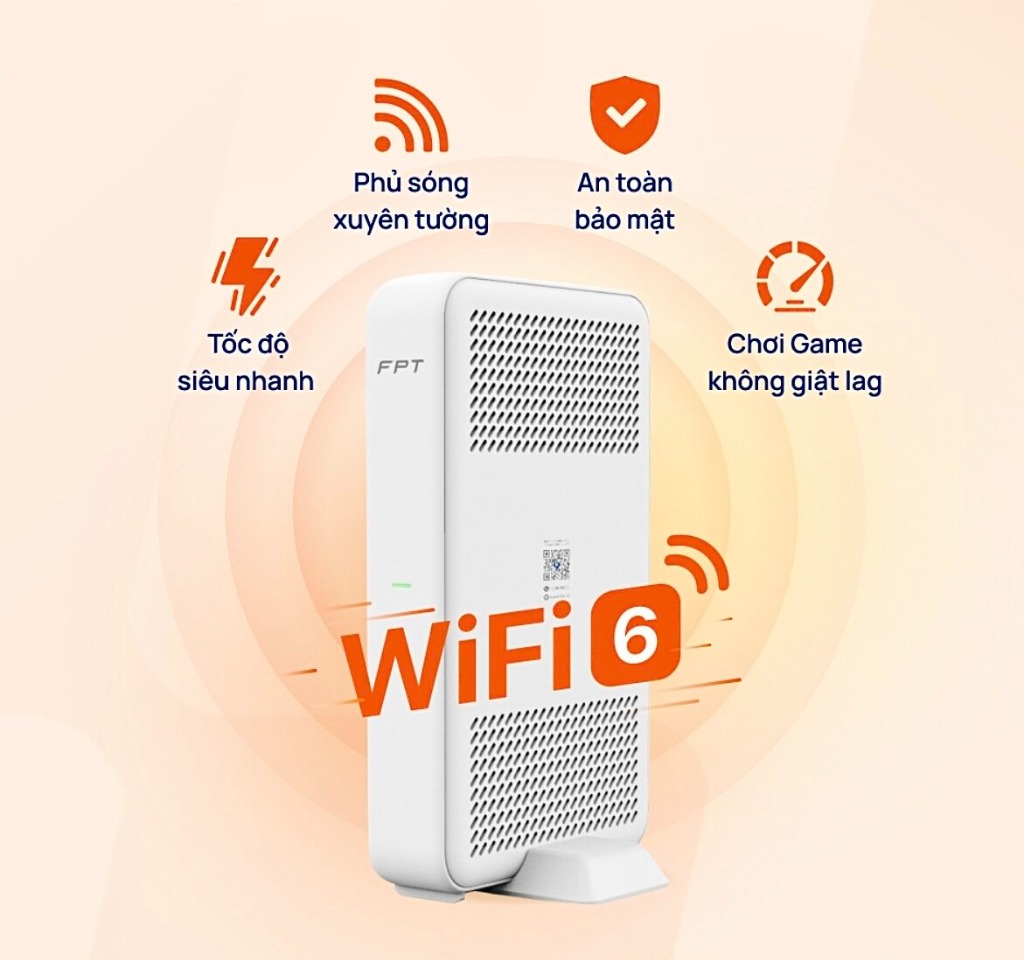 Phủ sóng
xuyên tường
An toàn
bảo mật
Tốc độ
siêu nhanh
Chơi Game
không giật lag
FPT
WiFi 6